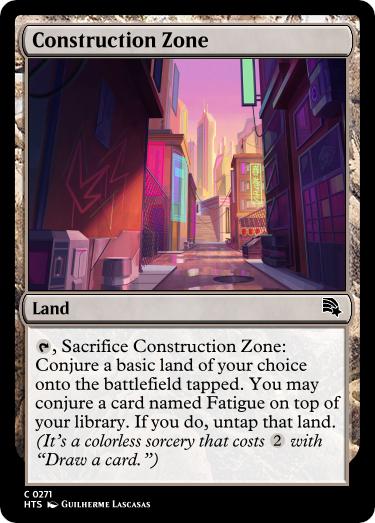 Construction Zone
Land
, Sacrifice Construction Zone:
Conjure a basic land of your choice
onto the battlefield tapped. You may
conjure a card named Fatigue on top of
your library. If you do, untap that land.
(It's a colorless sorcery that costs 2 with
“Draw a card.”)
C 0271
HTS Guilherme Lascasas